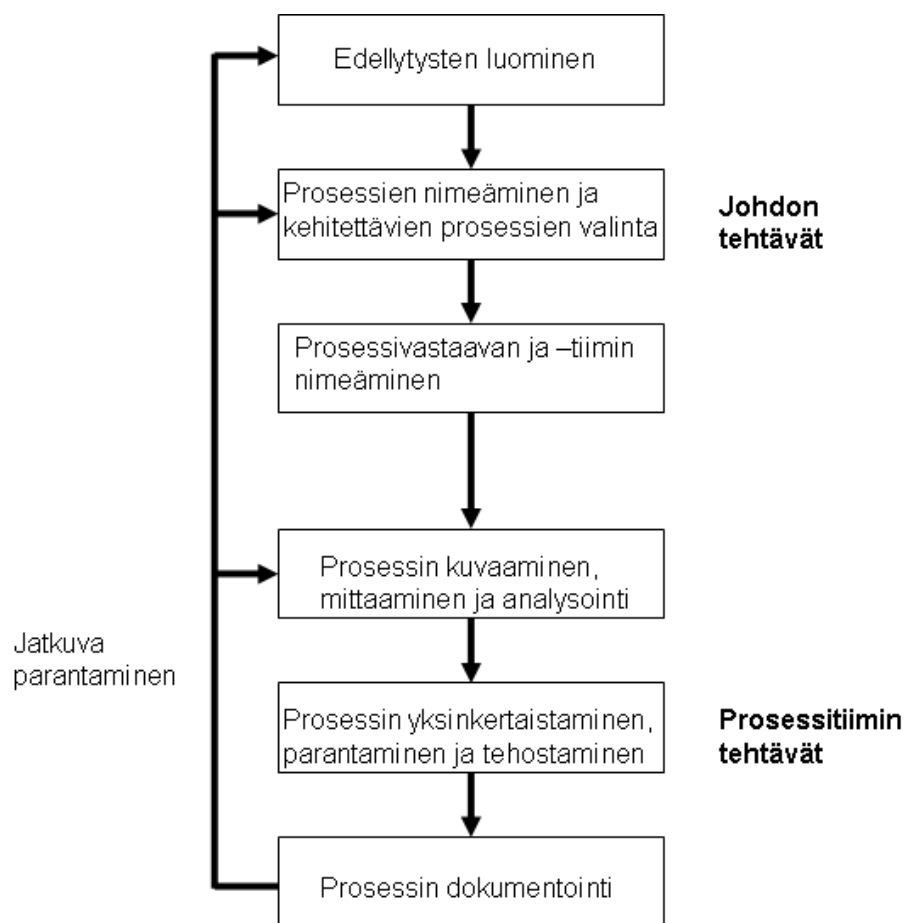 Edellytysten luominen
Prosessien nimeäminen ja
kehitettävien prosessien valinta
Johdon
tehtävät
Prosessivastaavan ja –tiimin
nimeäminen
Prosessin kuvaaminen,
mittaaminen ja analysointi
Jatkuva
parantaminen
Prosessin yksinkertaistaminen,
parantaminen ja tehostaminen
Prosessitiimin
tehtävät
Prosessin dokumentointi